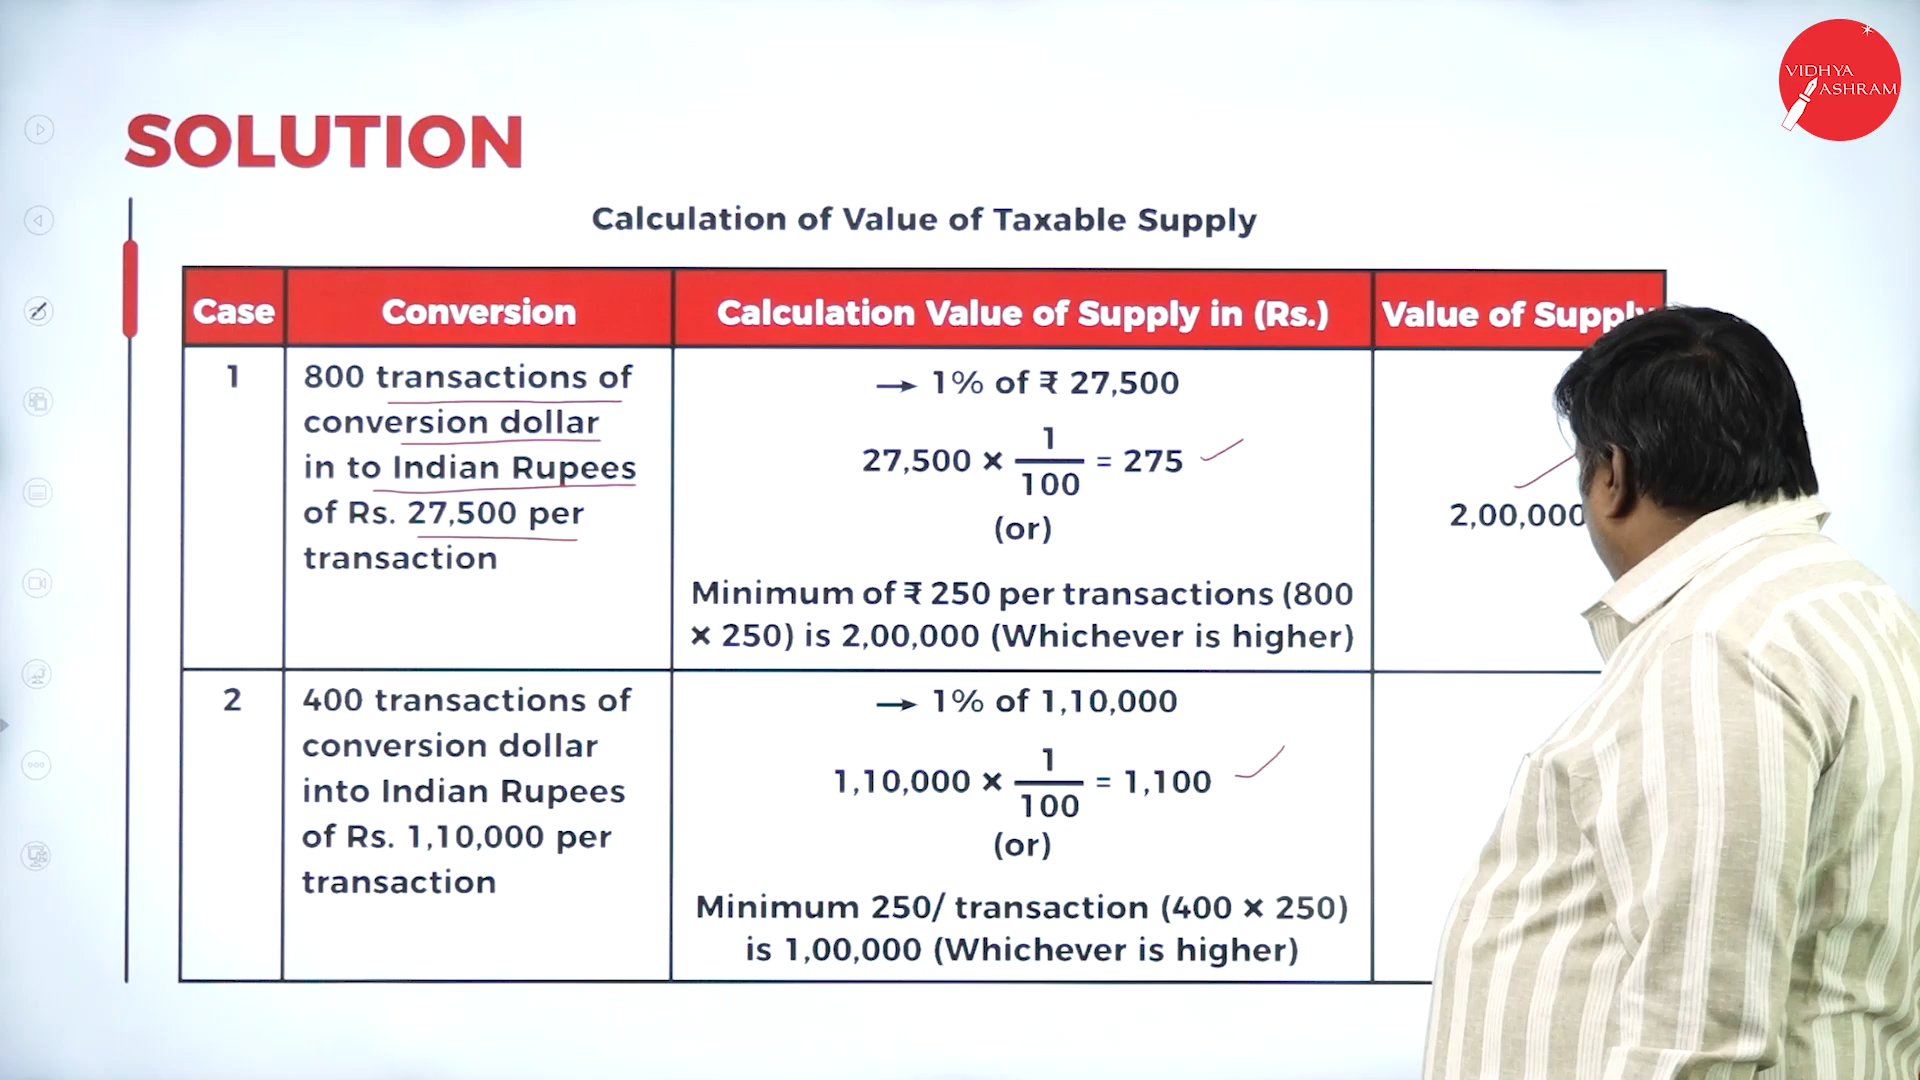 VIDHYA
ASHRAM
SOLUTION
Calculation of Value of Taxable Supply
Case
Conversion
Calculation Value of Supply in (Rs.)
Value of Supply
1
800 transactions of
conversion dollar
in to Indian Rupees
of Rs. 27,500 per
transaction
→ 1% of ₹ 27,500
27,500 × 1/100 = 275
(or)
Minimum of ₹ 250 per transactions (800
× 250) is 2,00,000 (Whichever is higher)
2,00,000
2
400 transactions of
conversion dollar
into Indian Rupees
of Rs. 1,10,000 per
transaction
→ 1% of 1,10,000
1,10,000 × 1/100 = 1,100
(or)
Minimum 250/ transaction (400 × 250)
is 1,00,000 (Whichever is higher)